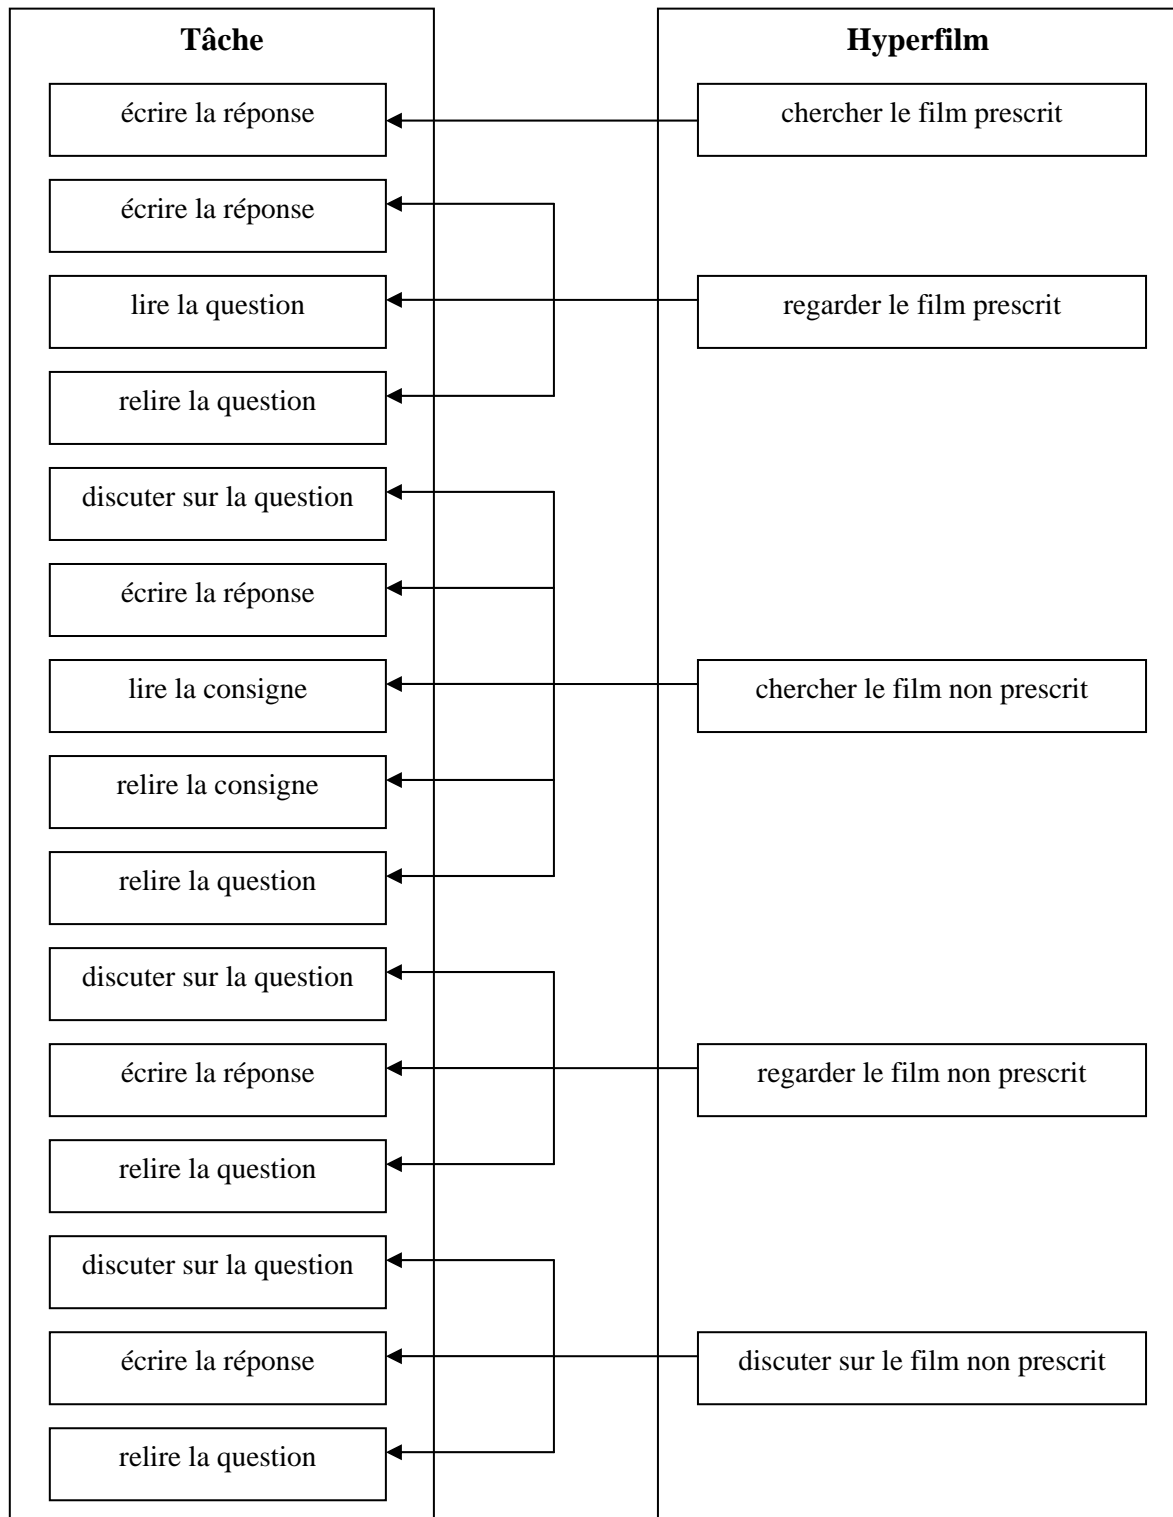 Tâche
Hyperfilm
écrire la réponse
chercher le film prescrit
écrire la réponse
lire la question
regarder le film prescrit
relire la question
discuter sur la question
écrire la réponse
lire la consigne
chercher le film non prescrit
relire la consigne
relire la question
discuter sur la question
écrire la réponse
regarder le film non prescrit
relire la question
discuter sur la question
écrire la réponse
discuter sur le film non prescrit
relire la question